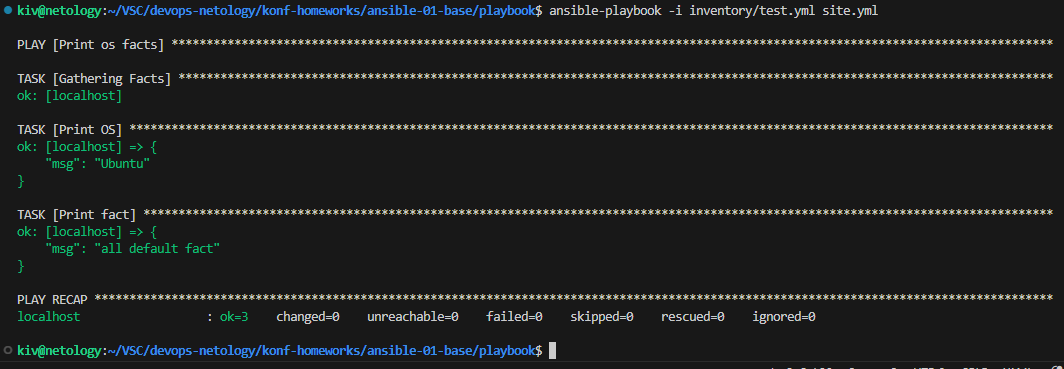 kiv@netology:~/VSC/devops-netology/konf-homeworks/ansible-01-base/playbook$ ansible-playbook -i inventory/test.yml site.yml
PLAY [Print os facts] ******************************************************************************************************************************
TASK [Gathering Facts] *****************************************************************************************************************************
ok: [localhost]
TASK [Print OS] ************************************************************************************************************************************
ok: [localhost] => {
    "msg": "Ubuntu"
}
TASK [Print fact] **********************************************************************************************************************************
ok: [localhost] => {
    "msg": "all default fact"
}
PLAY RECAP *****************************************************************************************************************************************
localhost                  : ok=3    changed=0    unreachable=0    failed=0    skipped=0    rescued=0    ignored=0
kiv@netology:~/VSC/devops-netology/konf-homeworks/ansible-01-base/playbook$